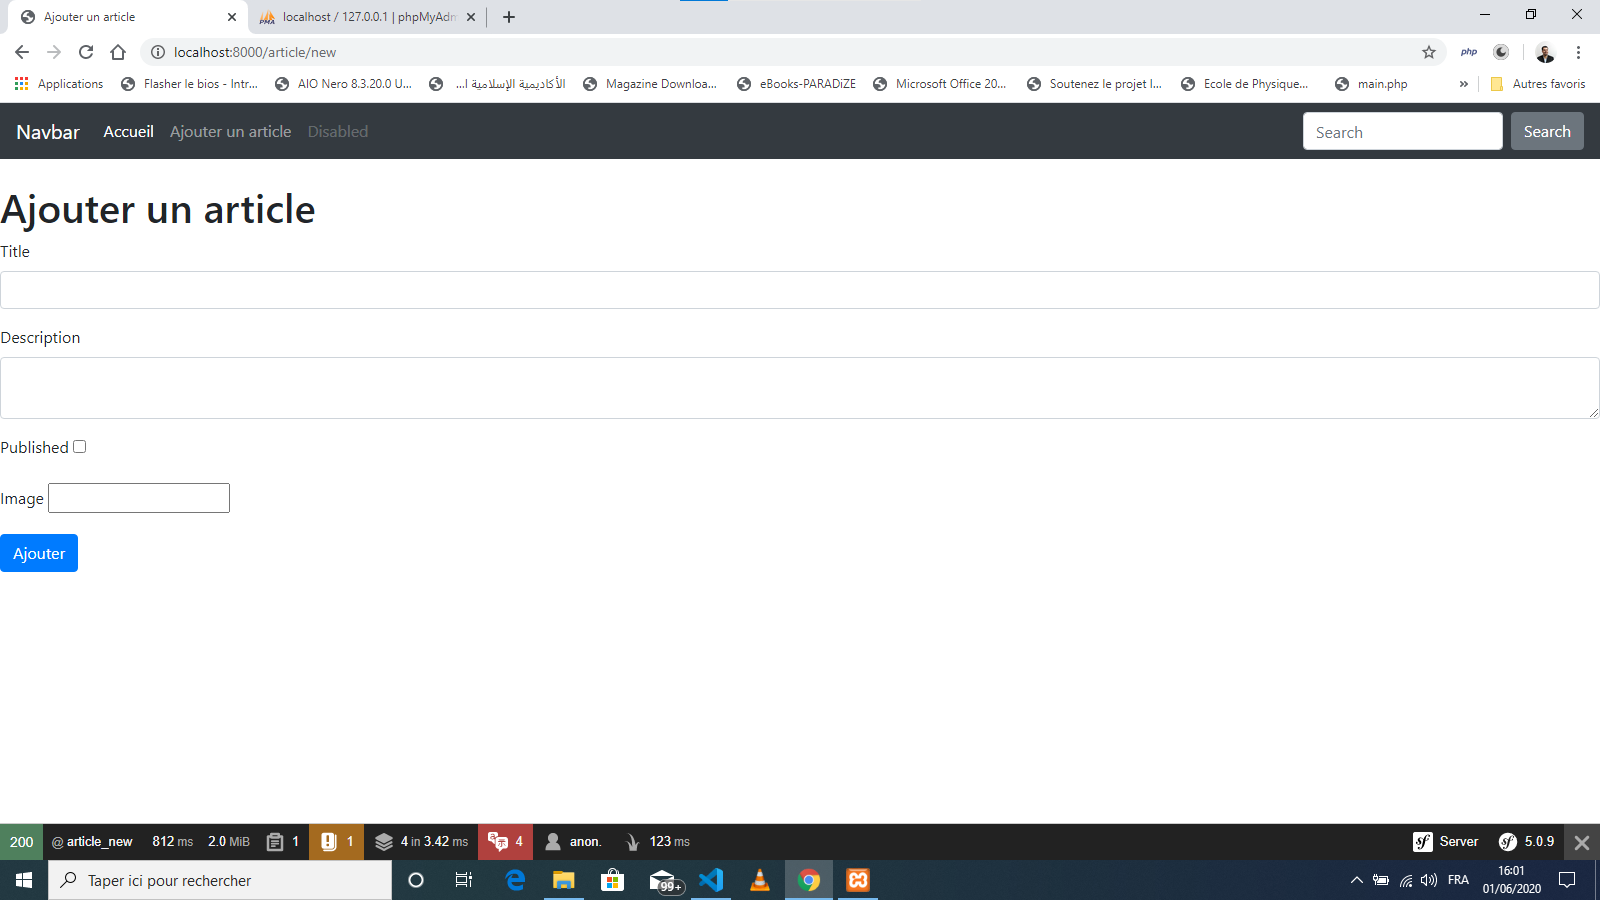 Ajouter un article
localhost / 127.0.0.1 | phpMyAdm
localhost:8000/article/new
php
Applications
Flasher le bios - Intr...
AIO Nero 8.3.20.0 U...
الأكاديمية الإسلامية ا...
Magazine Downloa...
eBooks-PARADiZE
Microsoft Office 20...
Soutenez le projet I...
Ecole de Physique...
main.php
»
Autres favoris
Navbar
Accueil
Ajouter un article
Disabled
Search
Search
Ajouter un article
Title
Description
Published
Image
Ajouter
200
@ article_new
812 ms
2.0 MiB
1
1
4 in 3.42 ms
4
anon.
123 ms
Server
5.0.9
Taper ici pour rechercher
99+
FRA
16:01
01/06/2020